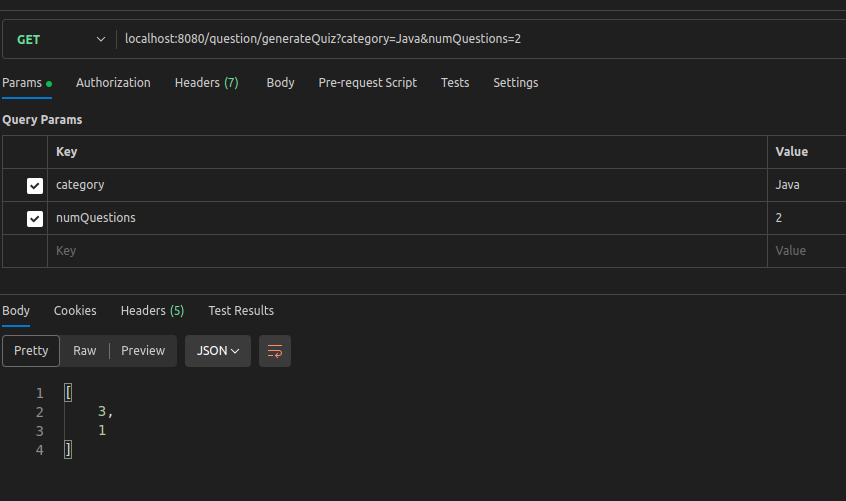 GET localhost:8080/question/generateQuiz?category=Java&numQuestions=2
Params Authorization Headers (7) Body Pre-request Script Tests Settings
Query Params
Key Value
category Java
numQuestions 2
Key Value
Body Cookies Headers (5) Test Results
Pretty Raw Preview JSON
1 [
2 3,
3 1
4 ]